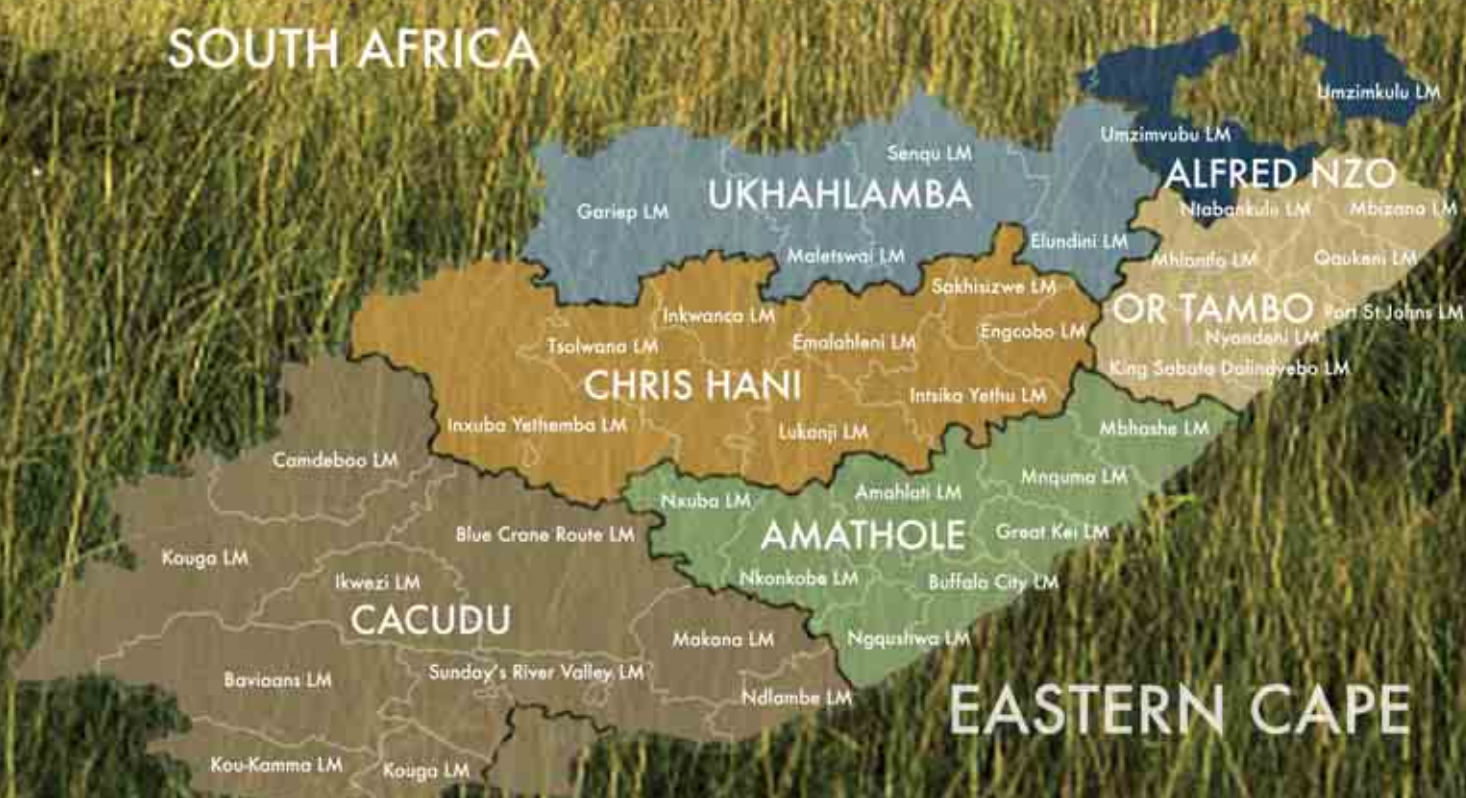 SOUTH AFRICA
Umzimkulu LM
Umzimvubu LM
Senqu LM
ALFRED NZO
UKHAHLAMBA
Gariep LM
Ntabankulu LM
Mbizana LM
Elundini LM
Maletswai LM
Mhlontlo LM
Qaukeni LM
Sakhisizwe LM
OR TAMBO
Port St Johns LM
Inkwanca LM
Engcobo LM
Nyandeni LM
Emalahleni LM
Tsolwana LM
King Sabata Dalindyebo LM
CHRIS HANI
Intsika Yethu LM
Inxuba Yethemba LM
Lukanji LM
Mbhashe LM
Camdeboo LM
Mnquma LM
Nxuba LM
Amahlati LM
AMATHOLE
Great Kei LM
Blue Crane Route LM
Kouga LM
Nkonkobe LM
Buffalo City LM
Ikwezi LM
CACUDU
Makana LM
Ngqushwa LM
Sunday's River Valley LM
Baviaans LM
Ndlambe LM
EASTERN CAPE
Kou-Kamma LM
Kouga LM